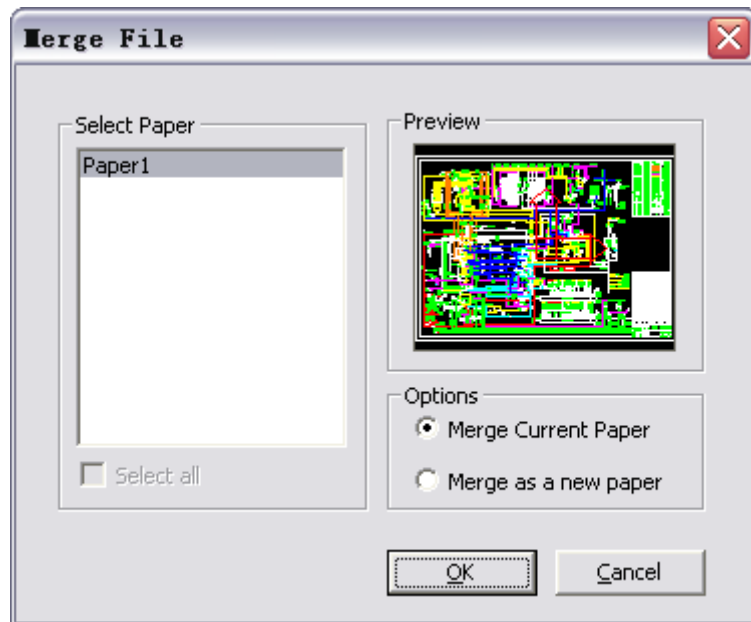 Merge File
Select Paper
Paper1
Select all
Preview
Options
Merge Current Paper
Merge as a new paper
OK
Cancel